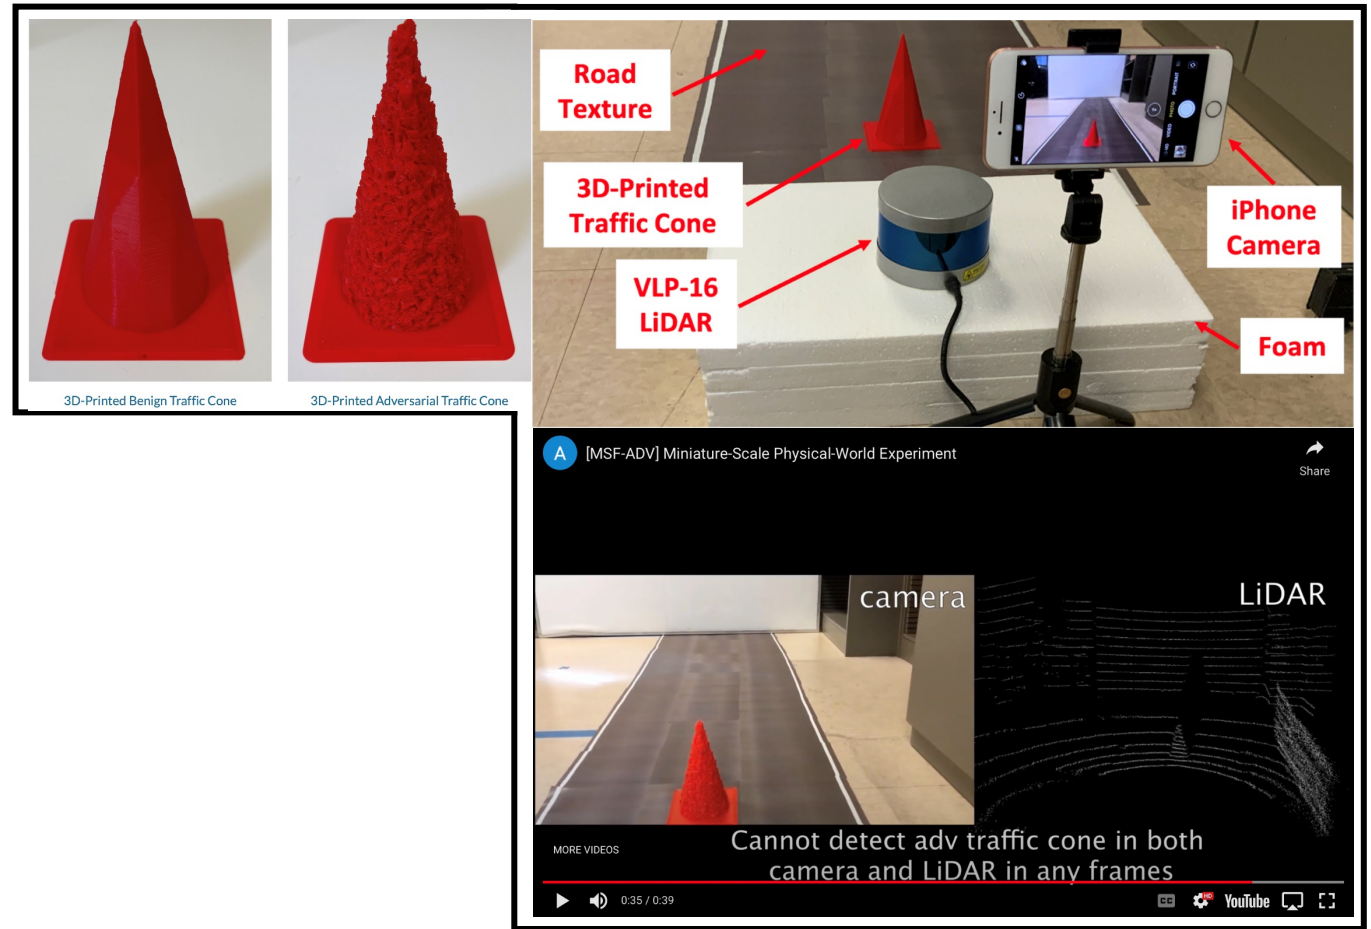 3D-Printed Benign Traffic Cone
3D-Printed Adversarial Traffic Cone
Road
Texture
3D-Printed
Traffic Cone
VLP-16
LiDAR
iPhone
Camera
Foam
A
[MSF-ADV] Miniature-Scale Physical-World Experiment
Share
camera
LiDAR
MORE VIDEOS
Cannot detect adv traffic cone in both
camera and LiDAR in any frames
0:35 / 0:39
CC
HD
YouTube